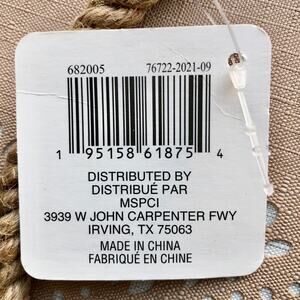 682005 76722-2021-09
1 95158 61875 4
DISTRIBUTED BY
DISTRIBUÉ PAR
MSPCI
3939 W JOHN CARPENTER FWY
IRVING, TX 75063
MADE IN CHINA
FABRIQUÉ EN CHINE